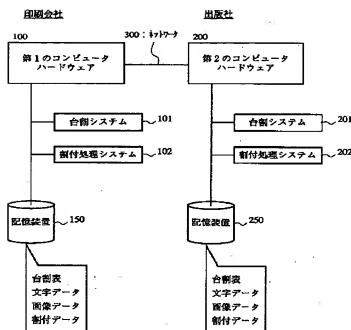 印刷会社
出版社
100
300：ネットワーク
200
第１のコンピュータ
ハードウェア
第２のコンピュータ
ハードウェア
台割システム
101
台割システム
201
割付処理システム
102
割付処理システム
202
記憶装置
150
記憶装置
250
台割表
文字データ
画像データ
割付データ
台割表
文字データ
画像データ
割付データ